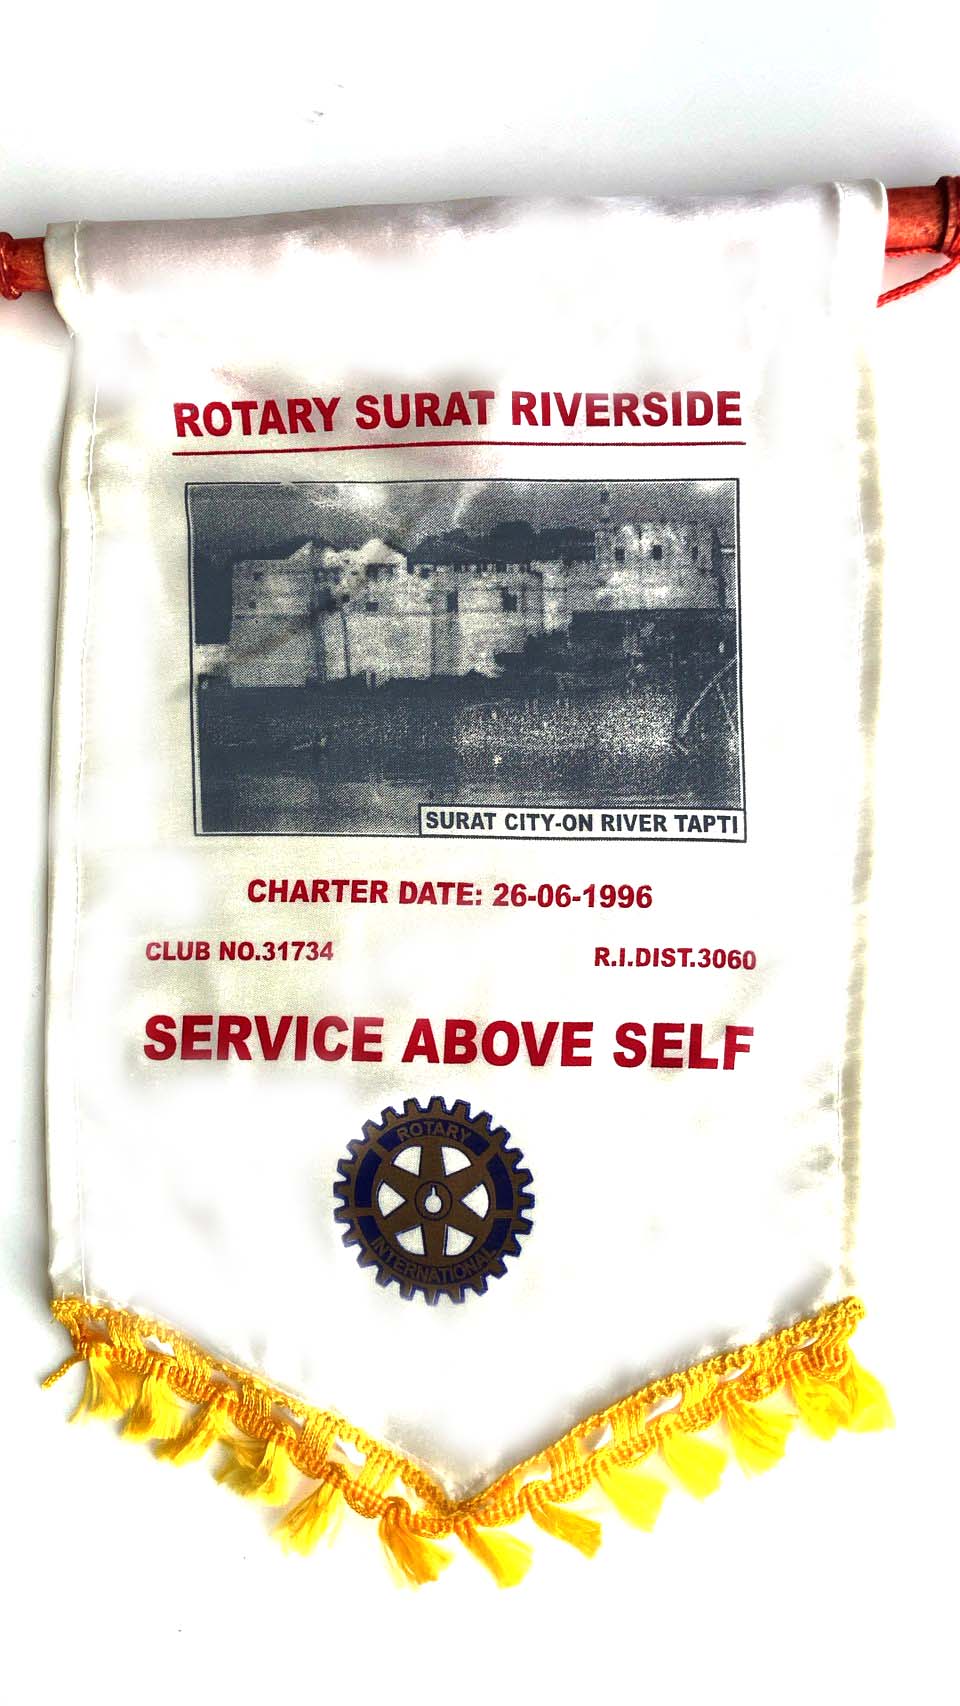 ROTARY SURAT RIVERSIDE
SURAT CITY-ON RIVER TAPTI
CHARTER DATE: 26-06-1996
CLUB NO.31734 R.I.DIST.3060
SERVICE ABOVE SELF
ROTARY
INTERNATIONAL